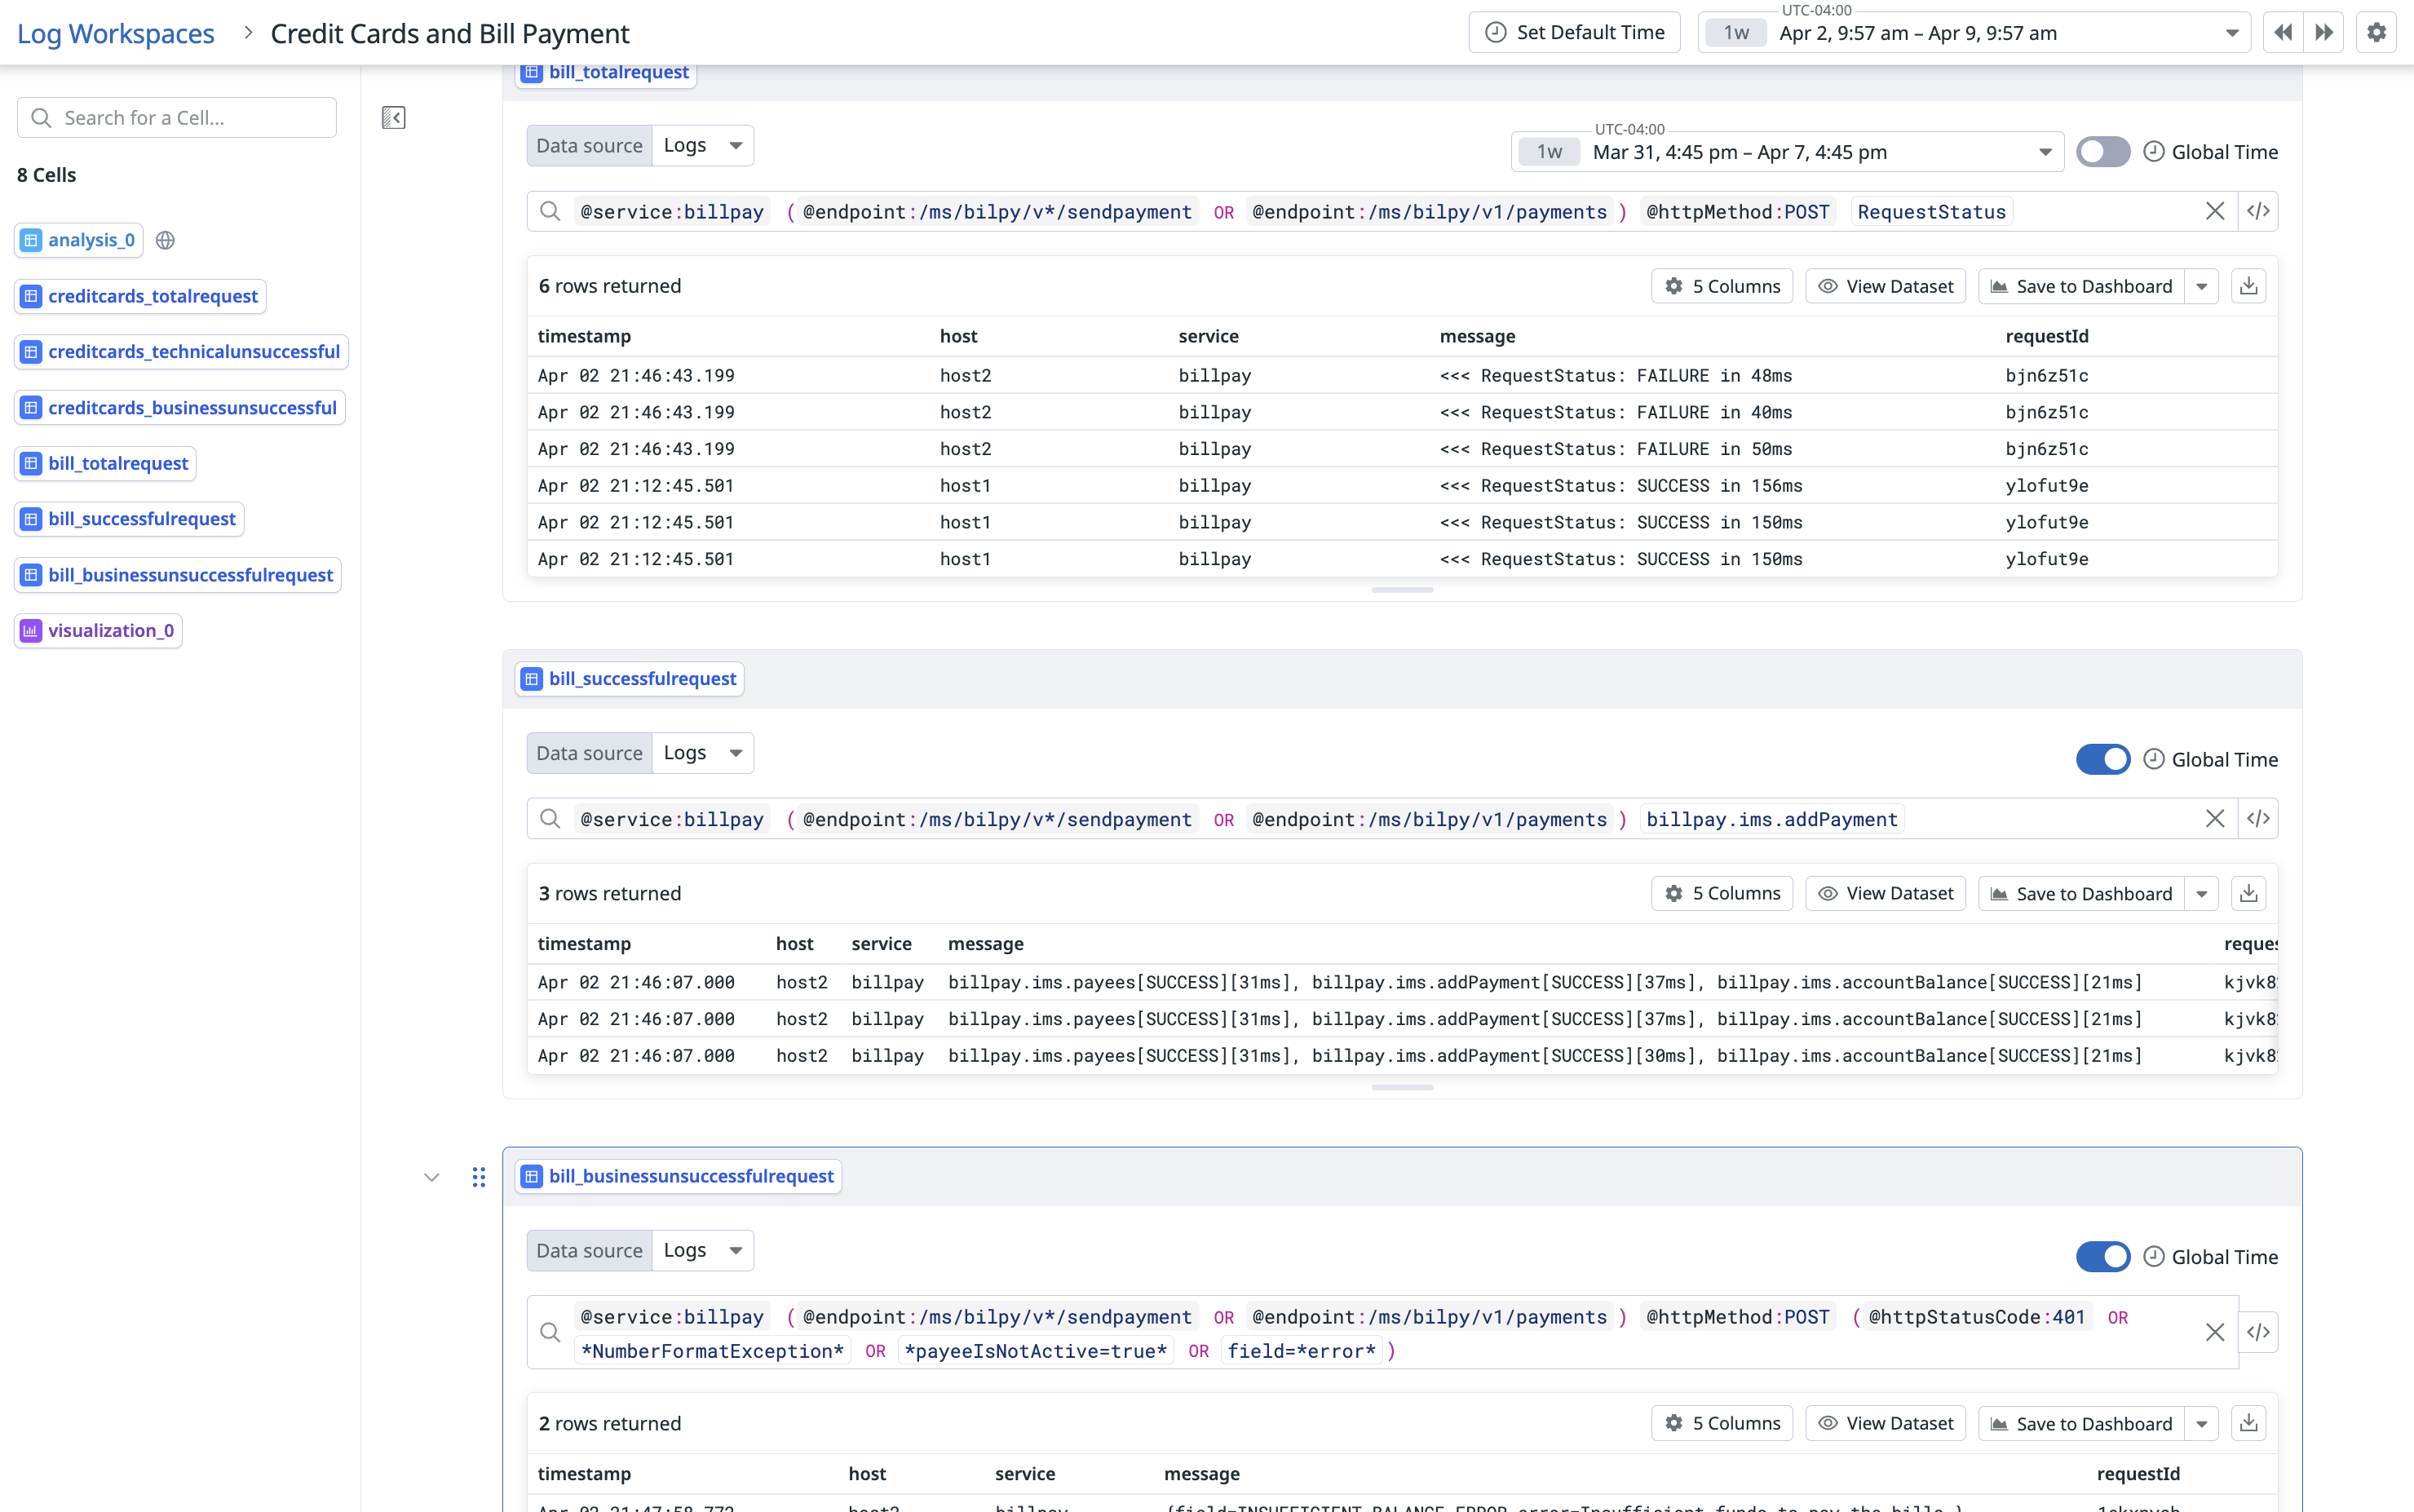 Log Workspaces > Credit Cards and Bill Payment
Set Default Time
UTC-04:00
1w Apr 2, 9:57 am – Apr 9, 9:57 am
Search for a Cell...
8 Cells
analysis_0
creditcards_totalrequest
creditcards_technicalunsuccessful
creditcards_businessunsuccessful
bill_totalrequest
bill_successfulrequest
bill_businessunsuccessfulrequest
visualization_0
bill_totalrequest
Data source Logs
UTC-04:00
1w Mar 31, 4:45 pm – Apr 7, 4:45 pm
Global Time
@service:billpay (@endpoint:/ms/bilpy/v*/sendpayment OR @endpoint:/ms/bilpy/v1/payments) @httpMethod:POST RequestStatus
</>
6 rows returned
5 Columns View Dataset Save to Dashboard
timestamp host service message requestId
Apr 02 21:46:43.199 host2 billpay <<< RequestStatus: FAILURE in 48ms bjn6z51c
Apr 02 21:46:43.199 host2 billpay <<< RequestStatus: FAILURE in 40ms bjn6z51c
Apr 02 21:46:43.199 host2 billpay <<< RequestStatus: FAILURE in 50ms bjn6z51c
Apr 02 21:12:45.501 host1 billpay <<< RequestStatus: SUCCESS in 156ms ylofut9e
Apr 02 21:12:45.501 host1 billpay <<< RequestStatus: SUCCESS in 150ms ylofut9e
Apr 02 21:12:45.501 host1 billpay <<< RequestStatus: SUCCESS in 150ms ylofut9e
bill_successfulrequest
Data source Logs
Global Time
@service:billpay (@endpoint:/ms/bilpy/v*/sendpayment OR @endpoint:/ms/bilpy/v1/payments) billpay.ims.addPayment
</>
3 rows returned
5 Columns View Dataset Save to Dashboard
timestamp host service message reques
Apr 02 21:46:07.000 host2 billpay billpay.ims.payees[SUCCESS][31ms], billpay.ims.addPayment[SUCCESS][37ms], billpay.ims.accountBalance[SUCCESS][21ms] kjvk8
Apr 02 21:46:07.000 host2 billpay billpay.ims.payees[SUCCESS][31ms], billpay.ims.addPayment[SUCCESS][37ms], billpay.ims.accountBalance[SUCCESS][21ms] kjvk8
Apr 02 21:46:07.000 host2 billpay billpay.ims.payees[SUCCESS][31ms], billpay.ims.addPayment[SUCCESS][30ms], billpay.ims.accountBalance[SUCCESS][21ms] kjvk8
bill_businessunsuccessfulrequest
Data source Logs
Global Time
@service:billpay (@endpoint:/ms/bilpy/v*/sendpayment OR @endpoint:/ms/bilpy/v1/payments) @httpMethod:POST (@httpStatusCode:401 OR
*NumberFormatException* OR *payeeIsNotActive=true* OR field=*error*)
</>
2 rows returned
5 Columns View Dataset Save to Dashboard
timestamp host service message requestId